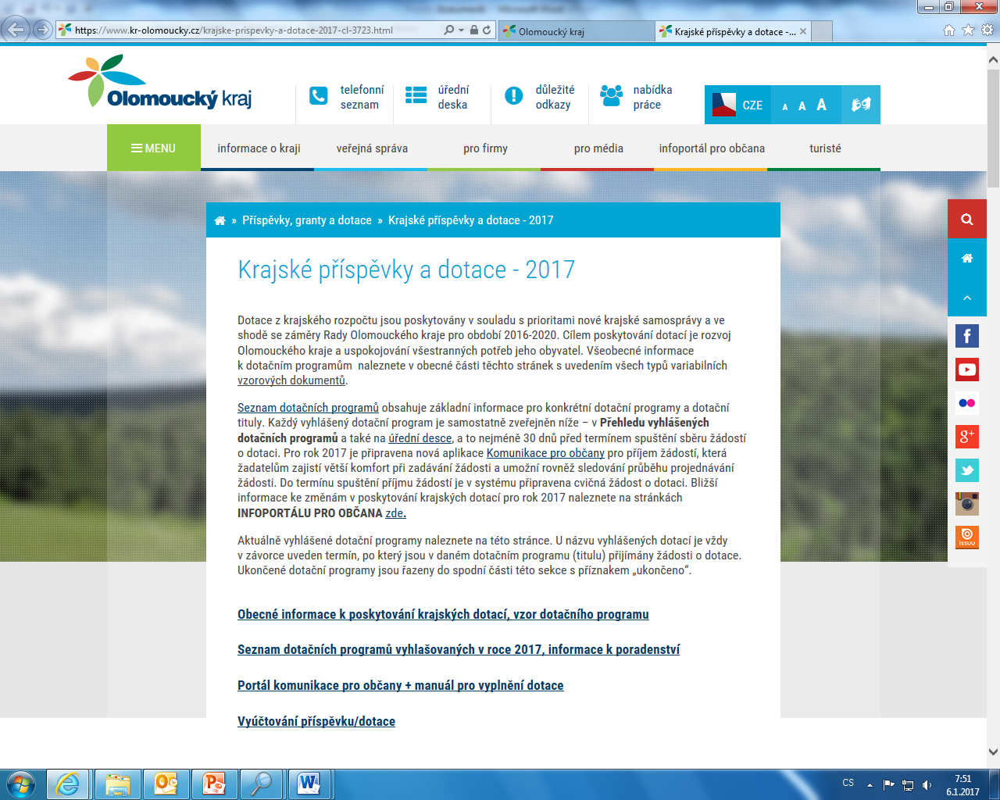 https://www.kr-olomoucky.cz/krajske-prispevky-a-dotace-2017-cl-3723.html
Olomoucký kraj
Krajské příspěvky a dotace -...
Olomoucký kraj
telefonní seznam
úřední deska
důležité odkazy
nabídka práce
CZE
A A A
MENU
informace o kraji
veřejná správa
pro firmy
pro média
infoportál pro občana
turisté
» Příspěvky, granty a dotace » Krajské příspěvky a dotace - 2017
Krajské příspěvky a dotace - 2017
Dotace z krajského rozpočtu jsou poskytovány v souladu s prioritami nové krajské samosprávy a ve
shodě se záměry Rady Olomouckého kraje pro období 2016-2020. Cílem poskytování dotací je rozvoj
Olomouckého kraje a uspokojování všestranných potřeb jeho obyvatel. Všeobecné informace
k dotačním programům  naleznete v obecné části těchto stránek s uvedením všech typů variabilních
vzorových dokumentů.
Seznam dotačních programů obsahuje základní informace pro konkrétní dotační programy a dotační
tituly. Každý vyhlášený dotační program je samostatně zveřejněn níže – v Přehledu vyhlášených
dotačních programů a také na úřední desce, a to nejméně 30 dnů před termínem spuštění sběru žádostí
o dotaci. Pro rok 2017 je připravena nová aplikace Komunikace pro občany pro příjem žádostí, která
žadatelům zajistí větší komfort při zadávání žádosti a umožní rovněž sledování průběhu projednávání
žádosti. Do termínu spuštění příjmu žádostí je v systému připravena cvičná žádost o dotaci. Bližší
informace ke změnám v poskytování krajských dotací pro rok 2017 naleznete na stránkách
INFOPORTÁLU PRO OBČANA zde.
Aktuálně vyhlášené dotační programy naleznete na této stránce. U názvu vyhlášených dotací je vždy
v závorce uveden termín, po který jsou v daném dotačním programu (titulu) přijímány žádosti o dotace.
Ukončené dotační programy jsou řazeny do spodní části této sekce s příznakem „ukončeno“.
Obecné informace k poskytování krajských dotací, vzor dotačního programu
Seznam dotačních programů vyhlašovaných v roce 2017, informace k poradenství
Portál komunikace pro občany + manuál pro vyplnění dotace
Vyúčtování příspěvku/dotace
issuu
CS
7:51
6.1.2017